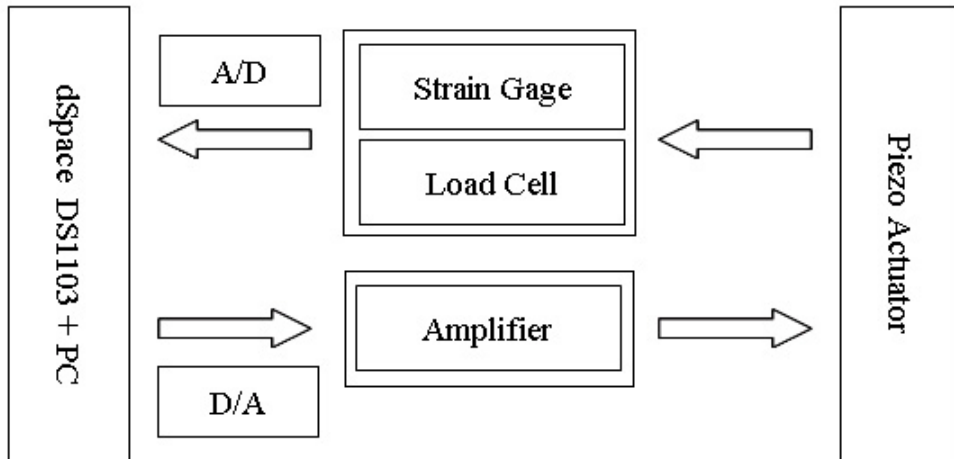 dSpace DS1103 + PC
A/D
Strain Gage
Load Cell
Amplifier
D/A
Piezo Actuator